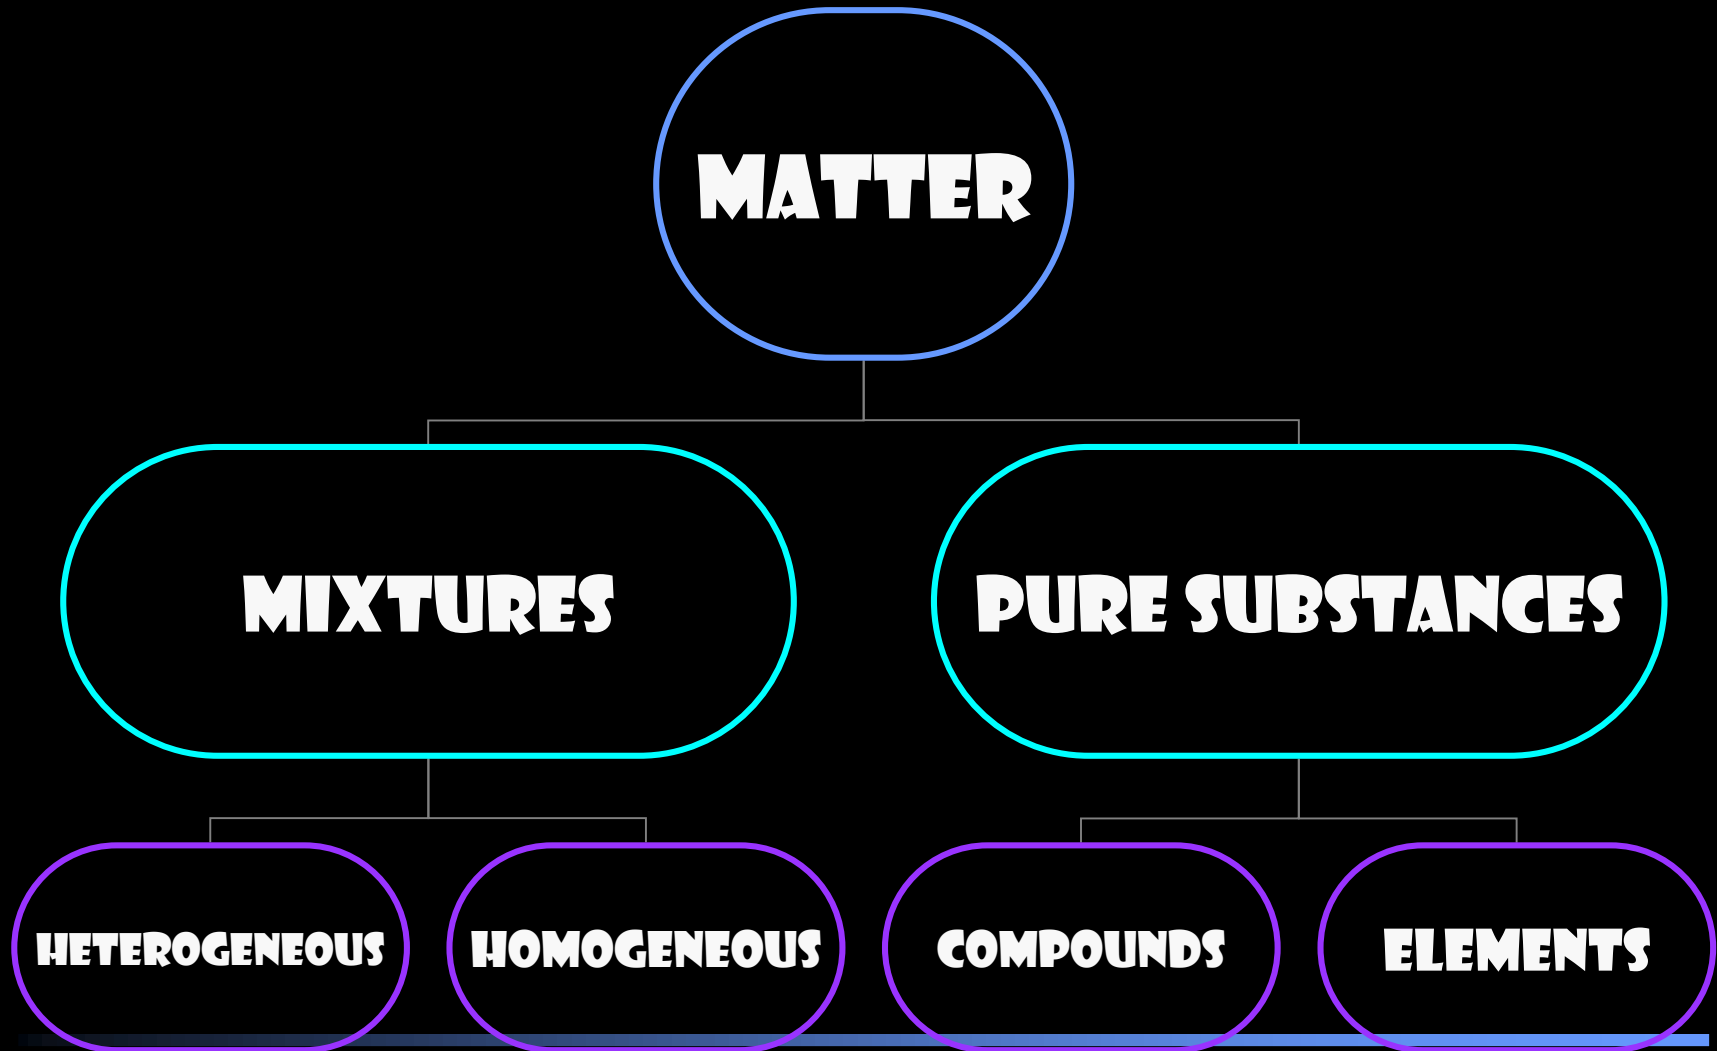 MATTER
MIXTURES
PURE SUBSTANCES
HETEROGENEOUS
HOMOGENEOUS
COMPOUNDS
ELEMENTS